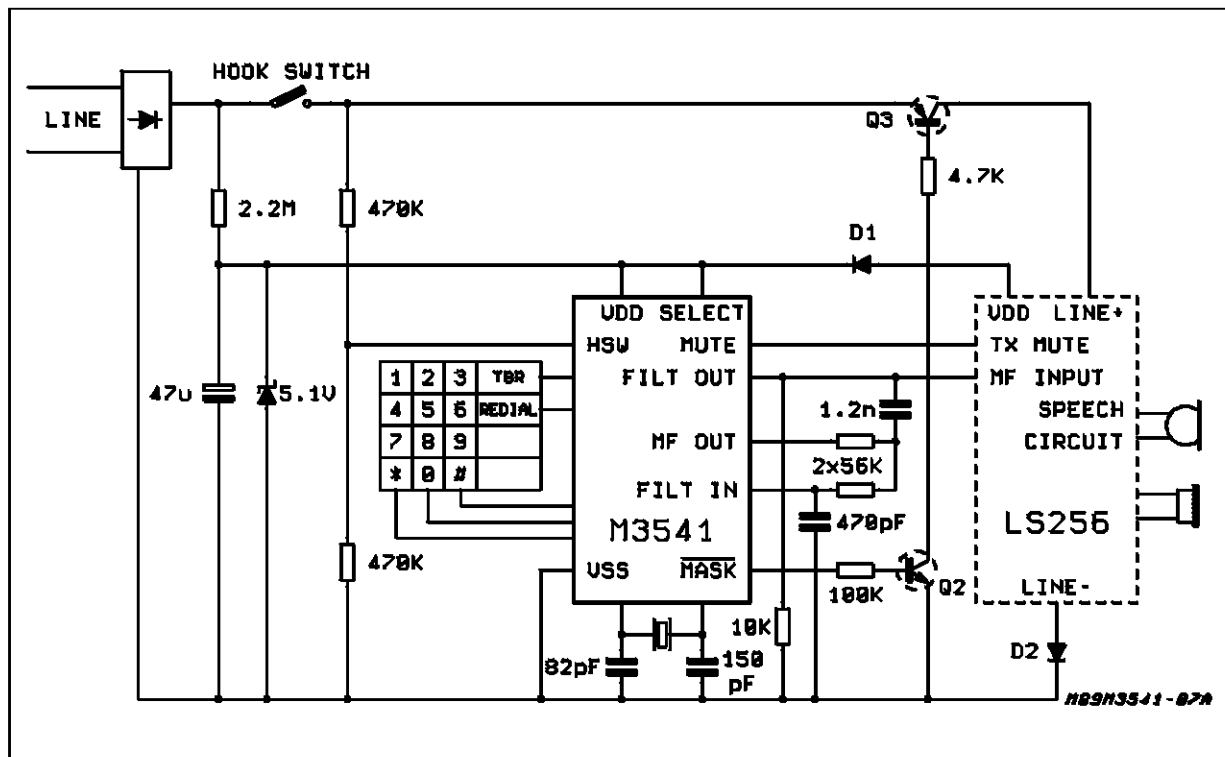 HOOK SWITCH
LINE
Q3
4.7K
2.2M
470K
D1
VDD SELECT
VDD LINE+
HSW MUTE
TX MUTE
1 2 3 TBR
FILT OUT
MF INPUT
47u
5.1V
4 5 6 REDIAL
1.2n
SPEECH
7 8 9
MF OUT
CIRCUIT
* 0 #
2x56K
FILT IN
470pF
M3541
LS256
470K
VSS
MASK
100K
Q2
LINE-
10K
D2
82pF
150
pF
M89M3541-07A